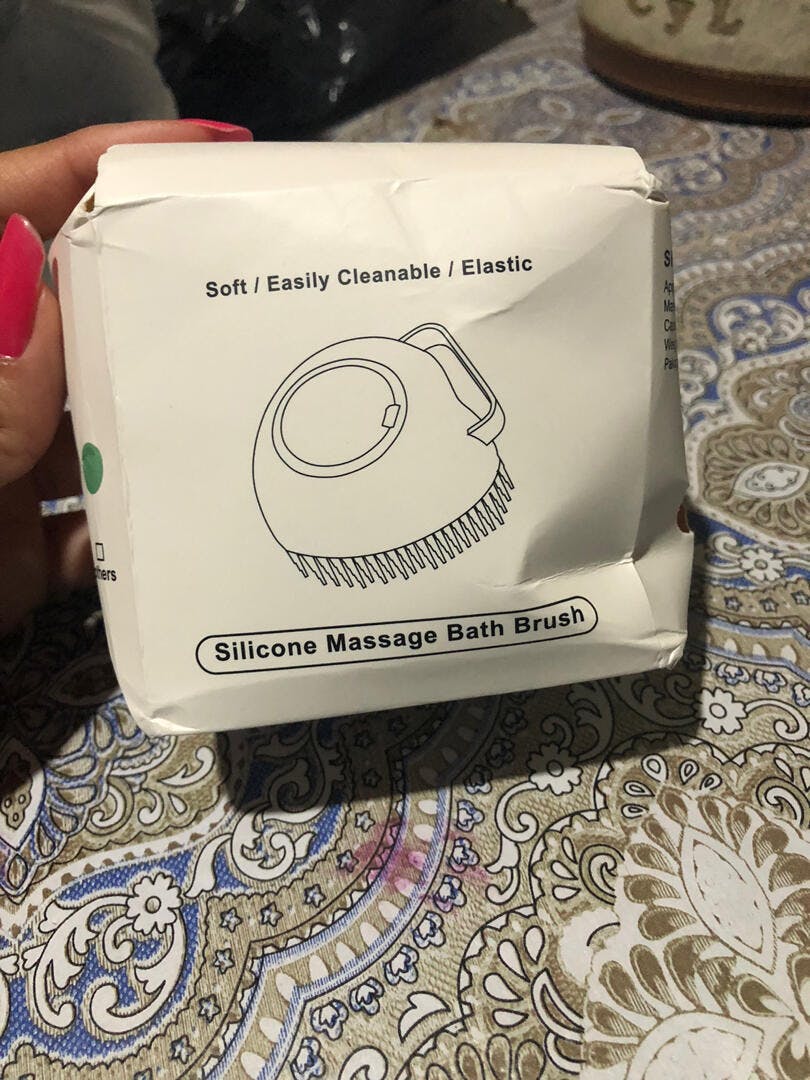 Soft / Easily Cleanable / Elastic
Silicone Massage Bath Brush